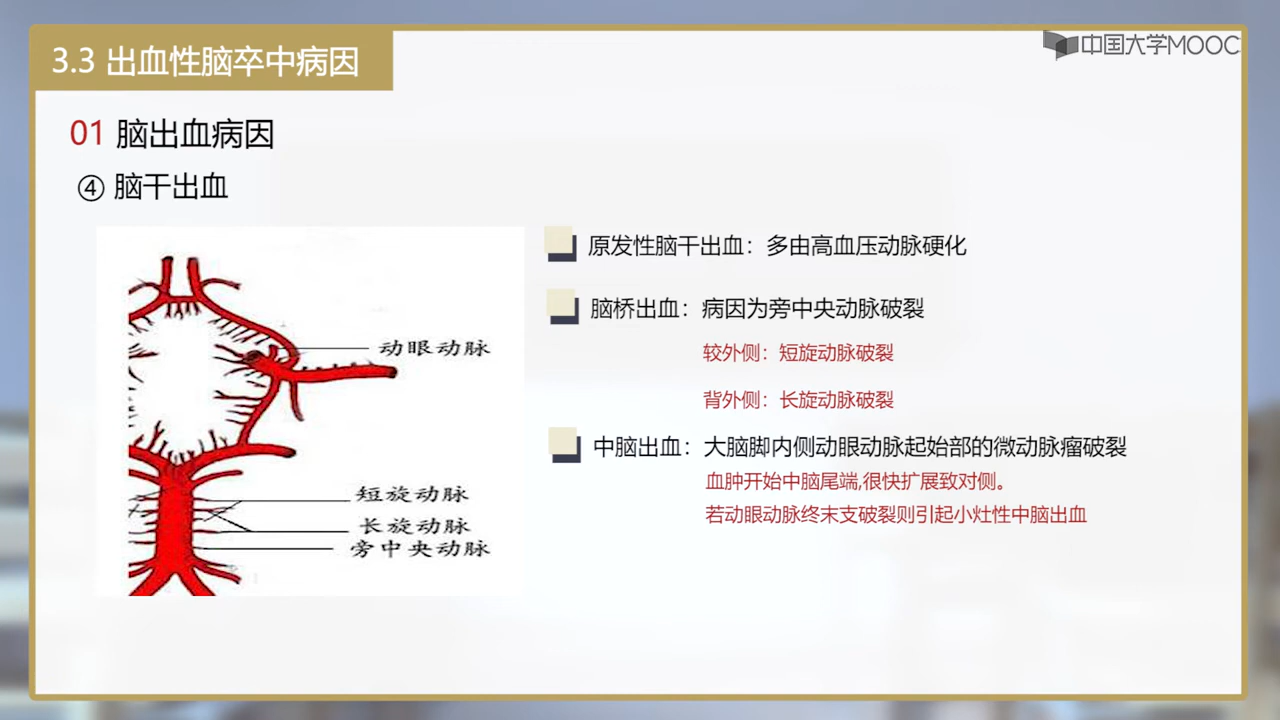 3.3 出血性脑卒中病因
中国大学MOOC
01 脑出血病因
④ 脑干出血
原发性脑干出血：多由高血压动脉硬化
脑桥出血：病因为旁中央动脉破裂
较外侧：短旋动脉破裂
背外侧：长旋动脉破裂
中脑出血：大脑脚内侧动眼动脉起始部的微动脉瘤破裂
血肿开始中脑尾端,很快扩展致对侧。
若动眼动脉终末支破裂则引起小灶性中脑出血
动眼动脉
短旋动脉
长旋动脉
旁中央动脉